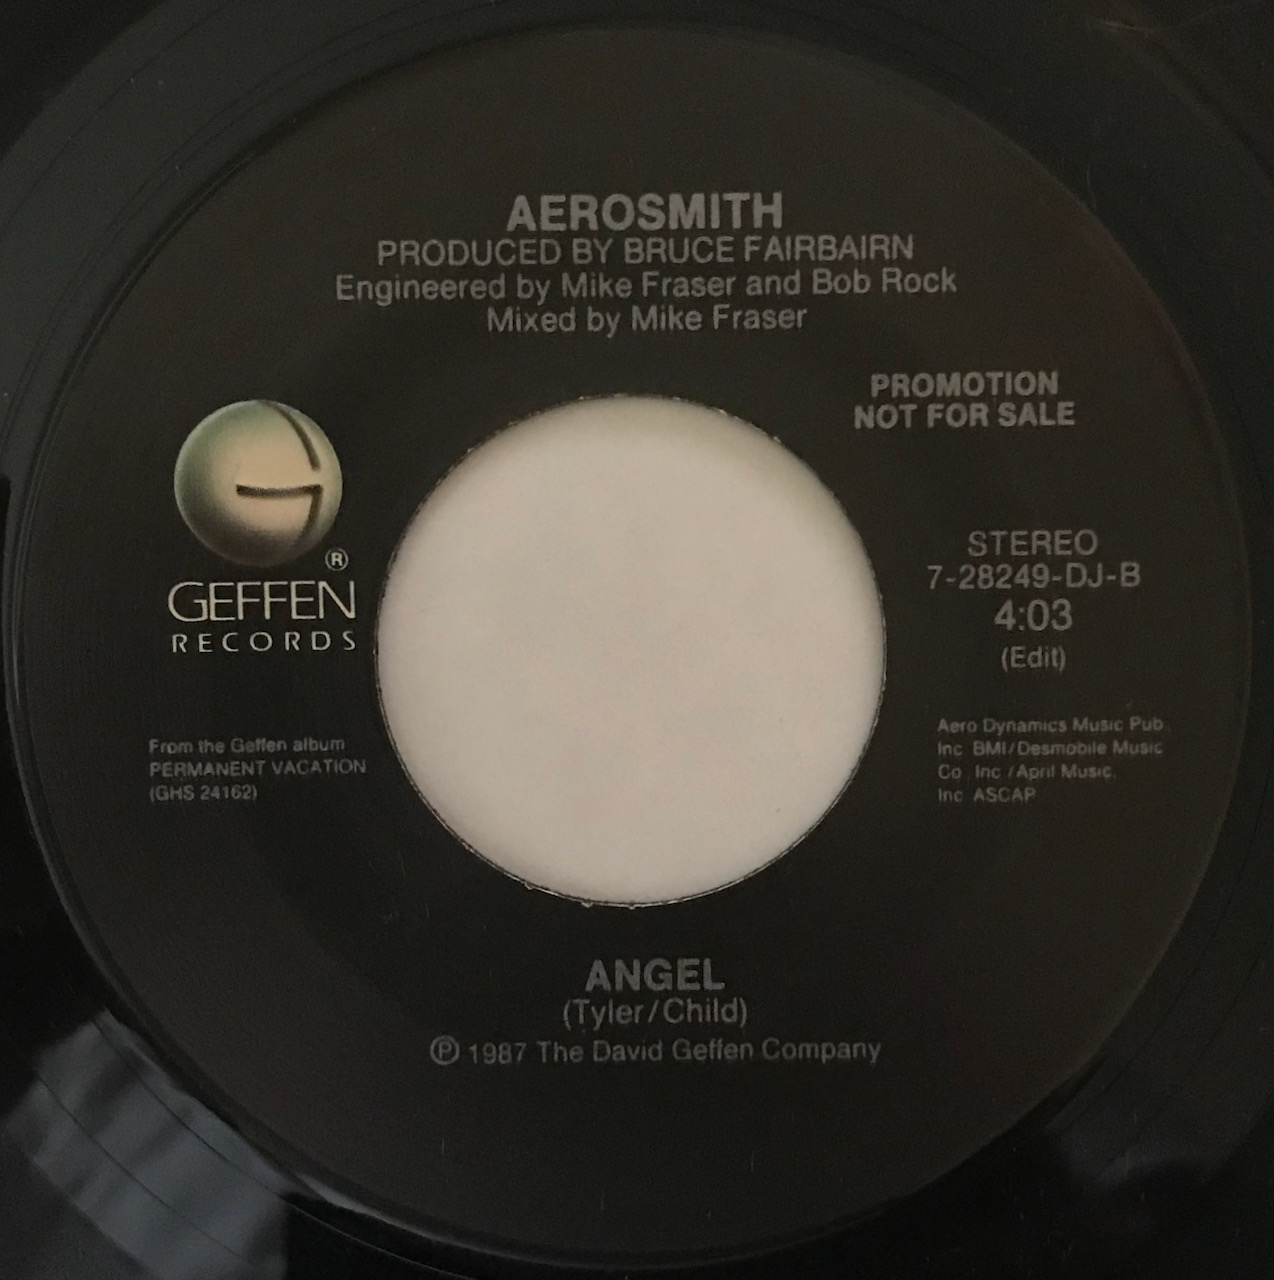 AEROSMITH
PRODUCED BY BRUCE FAIRBAIRN
Engineered by Mike Fraser and Bob Rock
Mixed by Mike Fraser
PROMOTION
NOT FOR SALE
®
GEFFEN
RECORDS
STEREO
7-28249-DJ-B
4:03
(Edit)
From the Geffen album
PERMANENT VACATION
(GHS 24162)
Aero Dynamics Music Pub.
Inc BMI/Desmobile Music
Co Inc /April Music,
Inc ASCAP
ANGEL
(Tyler/Child)
℗ 1987 The David Geffen Company